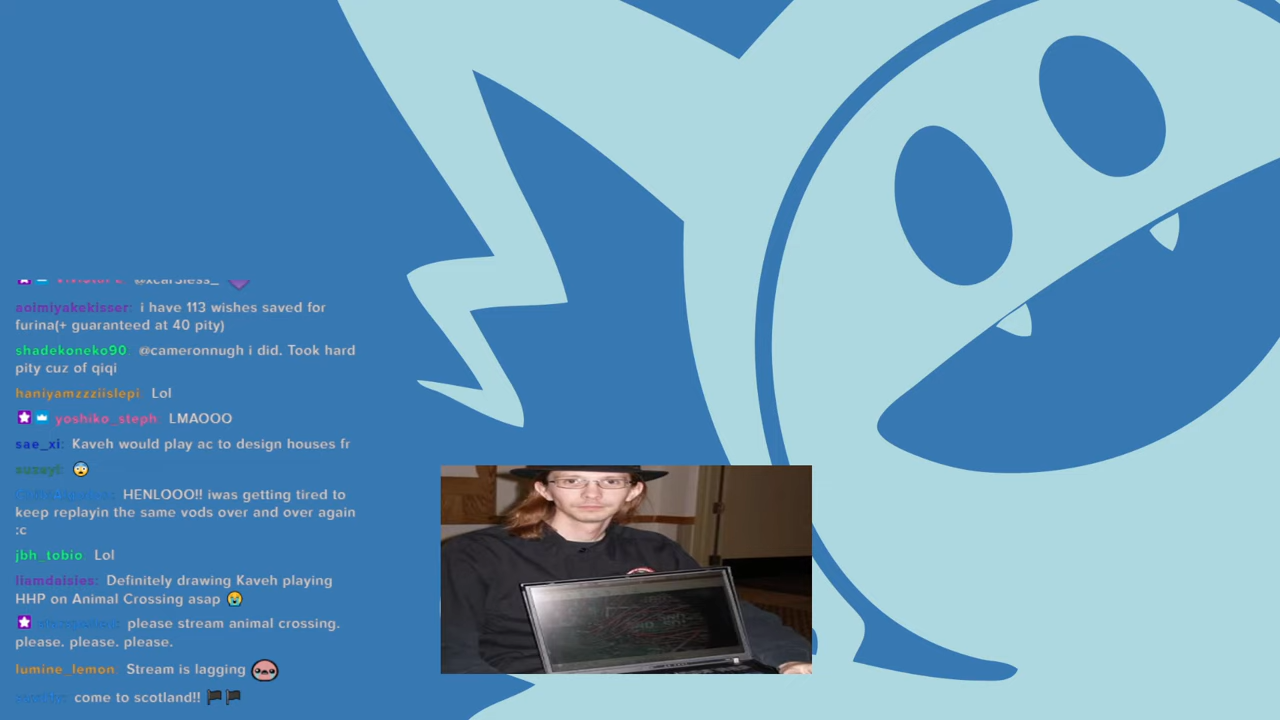 @xcar3less_
aoimiyakekisser: i have 113 wishes saved for
furina(+ guaranteed at 40 pity)
shadekoneko90: @cameronnugh i did. Took hard
pity cuz of qiqi
haniyamzzziislepi: Lol
yoshiko_steph: LMAOOO
sae_xi: Kaveh would play ac to design houses fr
HENLOOO!! iwas getting tired to
keep replayin the same vods over and over again
:c
jbh_tobio: Lol
liamdaisies: Definitely drawing Kaveh playing
HHP on Animal Crossing asap
please stream animal crossing.
please. please. please.
lumine_lemon: Stream is lagging
come to scotland!!